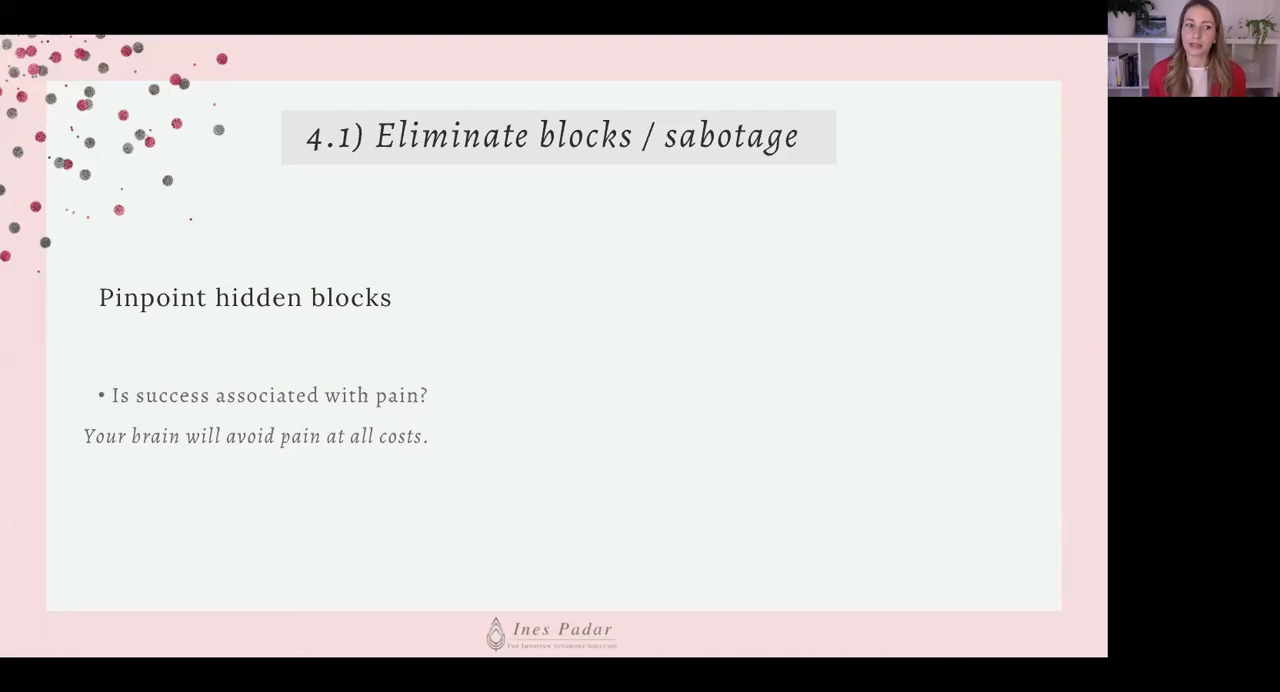 4.1) Eliminate blocks / sabotage
Pinpoint hidden blocks
• Is success associated with pain?
Your brain will avoid pain at all costs.
Ines Padar